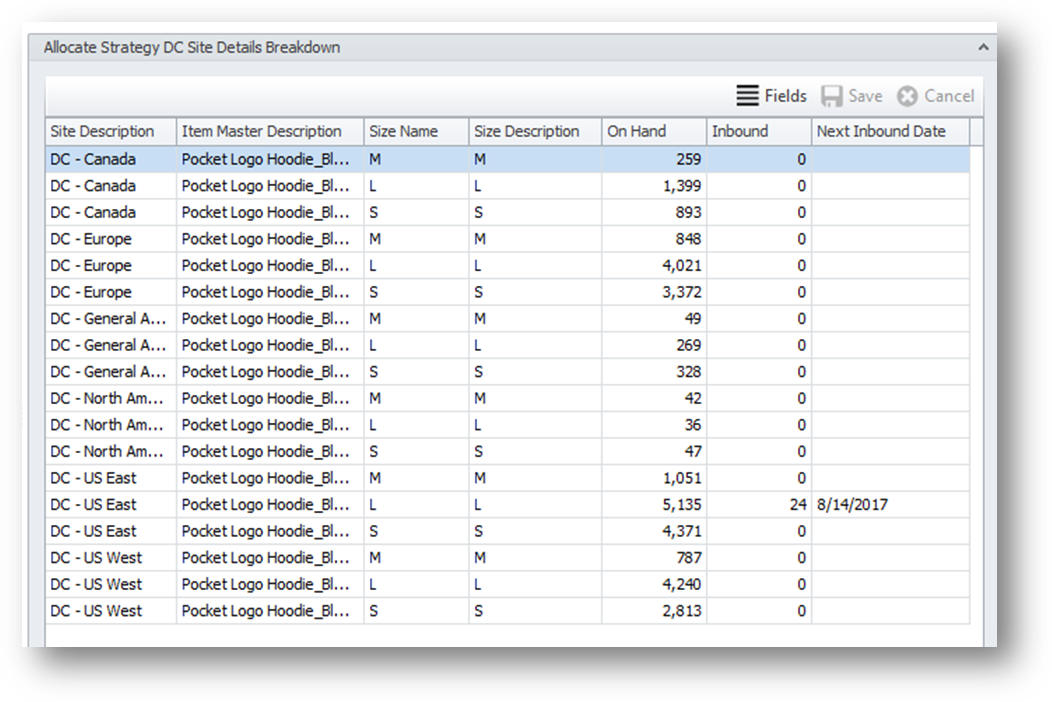 Allocate Strategy DC Site Details Breakdown
Fields Save Cancel
Site Description Item Master Description Size Name Size Description On Hand Inbound Next Inbound Date
DC - Canada Pocket Logo Hoodie_Bl... M M 259 0
DC - Canada Pocket Logo Hoodie_Bl... L L 1,399 0
DC - Canada Pocket Logo Hoodie_Bl... S S 893 0
DC - Europe Pocket Logo Hoodie_Bl... M M 848 0
DC - Europe Pocket Logo Hoodie_Bl... L L 4,021 0
DC - Europe Pocket Logo Hoodie_Bl... S S 3,372 0
DC - General A... Pocket Logo Hoodie_Bl... M M 49 0
DC - General A... Pocket Logo Hoodie_Bl... L L 269 0
DC - General A... Pocket Logo Hoodie_Bl... S S 328 0
DC - North Am... Pocket Logo Hoodie_Bl... M M 42 0
DC - North Am... Pocket Logo Hoodie_Bl... L L 36 0
DC - North Am... Pocket Logo Hoodie_Bl... S S 47 0
DC - US East Pocket Logo Hoodie_Bl... M M 1,051 0
DC - US East Pocket Logo Hoodie_Bl... L L 5,135 24 8/14/2017
DC - US East Pocket Logo Hoodie_Bl... S S 4,371 0
DC - US West Pocket Logo Hoodie_Bl... M M 787 0
DC - US West Pocket Logo Hoodie_Bl... L L 4,240 0
DC - US West Pocket Logo Hoodie_Bl... S S 2,813 0